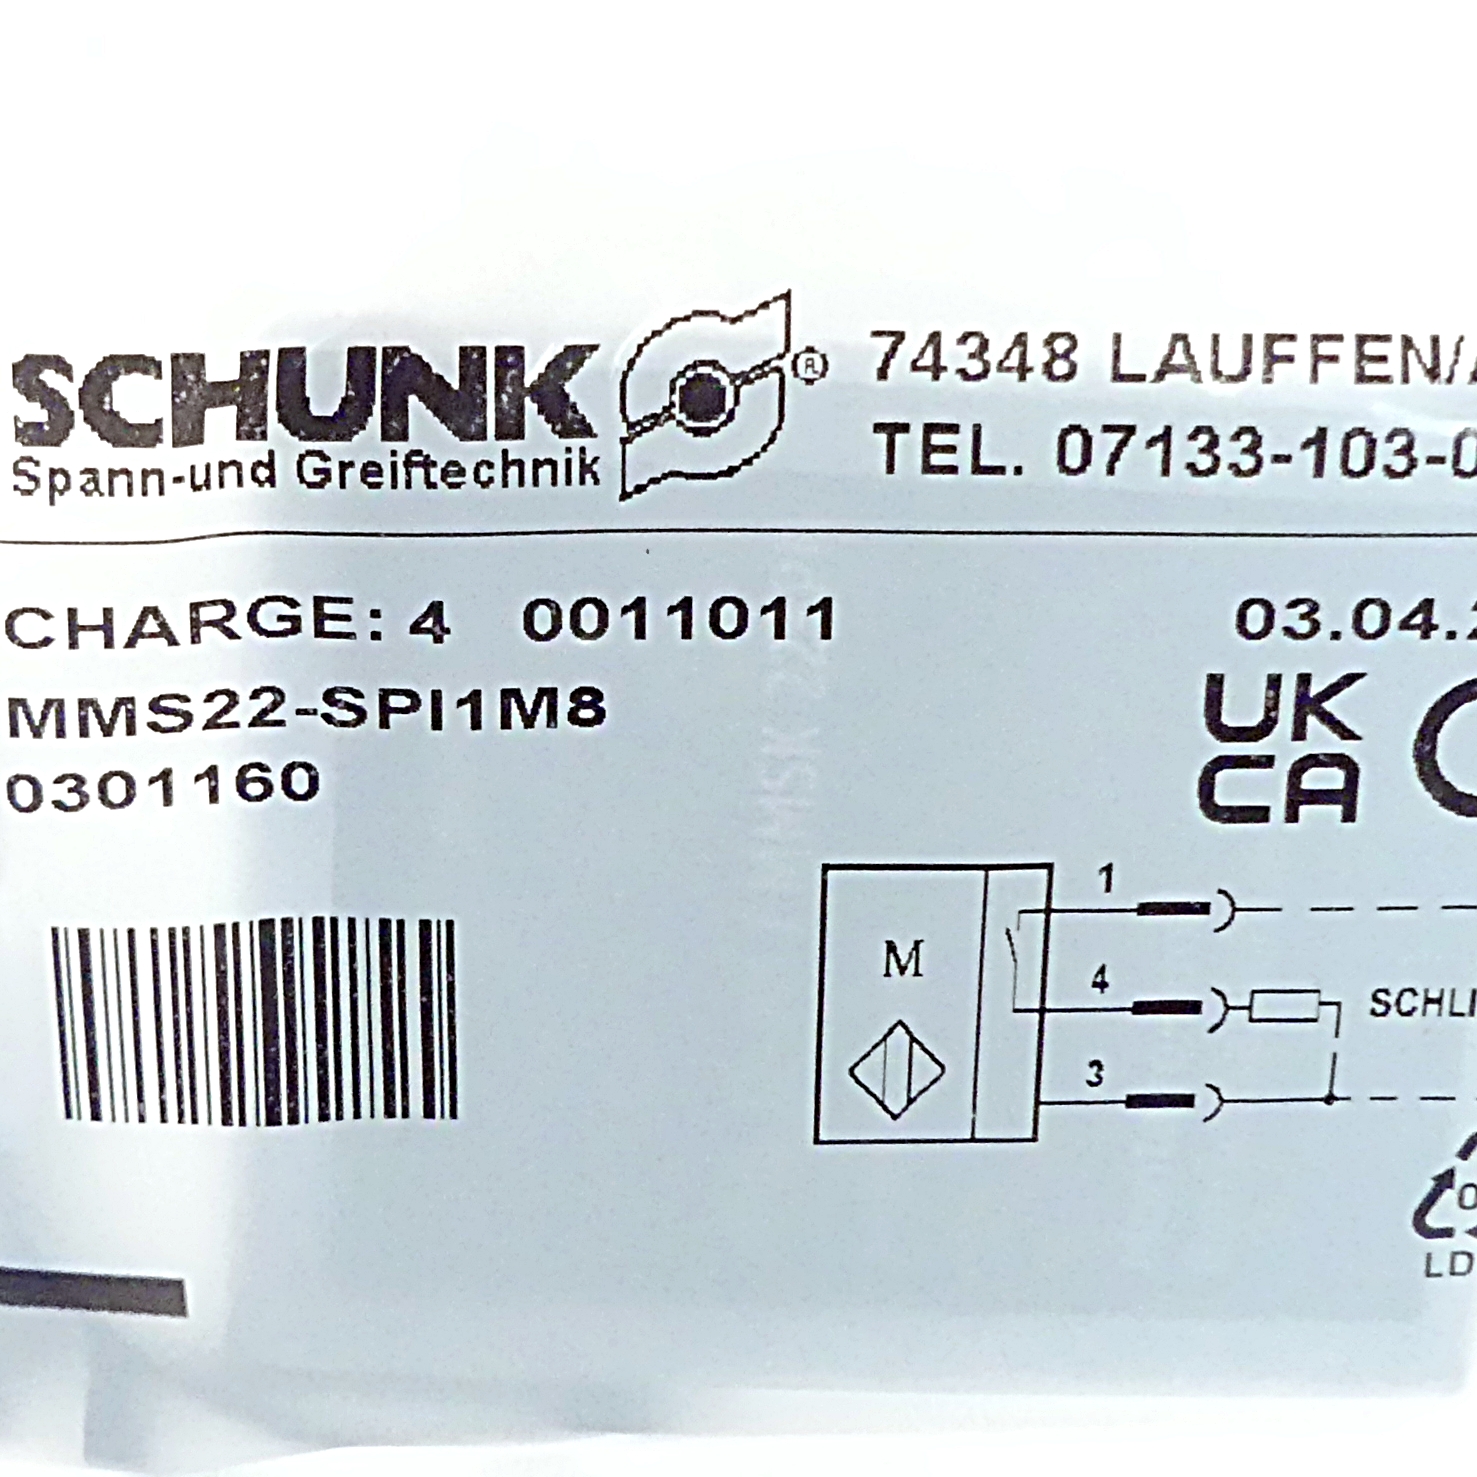 SCHUNK ®
Spann-und Greiftechnik
74348 LAUFFEN/
TEL. 07133-103-0
CHARGE: 4 0011011
03.04.
MMS22-SPI1M8
0301160
UK
CA
M
1
4
SCHLI
3
LD